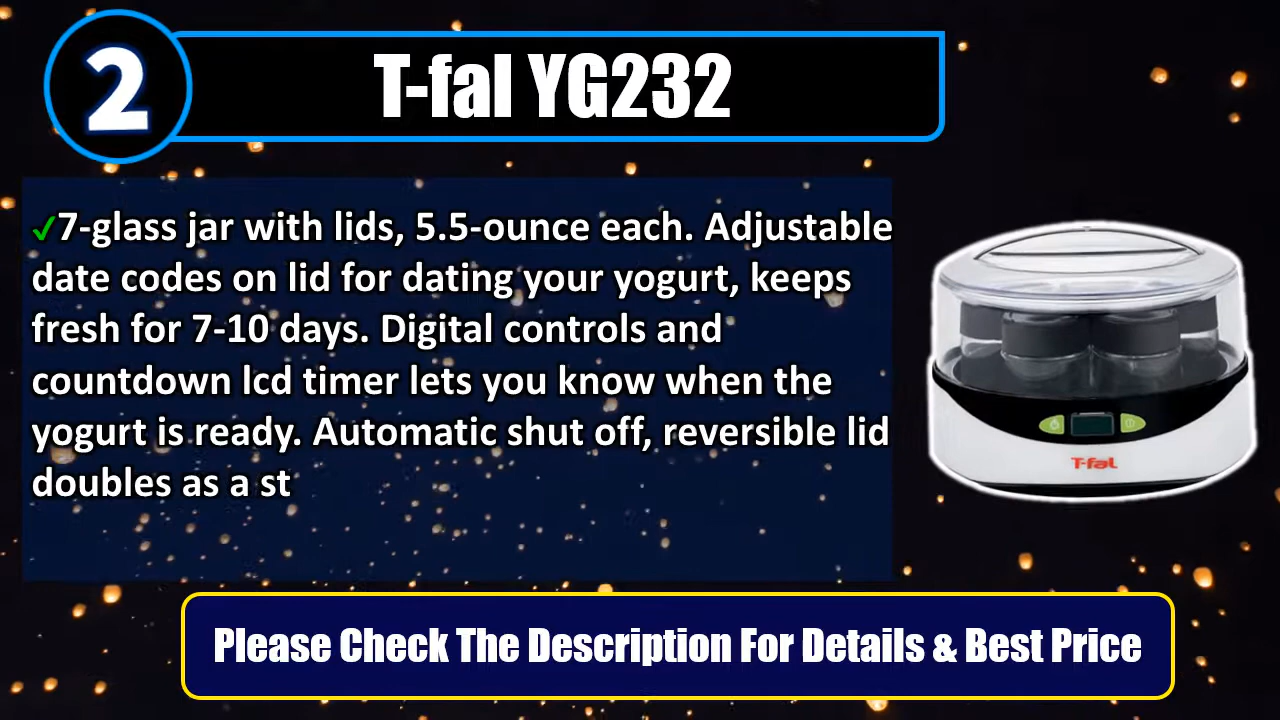 2
T-fal YG232
✓7-glass jar with lids, 5.5-ounce each. Adjustable
date codes on lid for dating your yogurt, keeps
fresh for 7-10 days. Digital controls and
countdown lcd timer lets you know when the
yogurt is ready. Automatic shut off, reversible lid
doubles as a st
T-fal
Please Check The Description For Details & Best Price